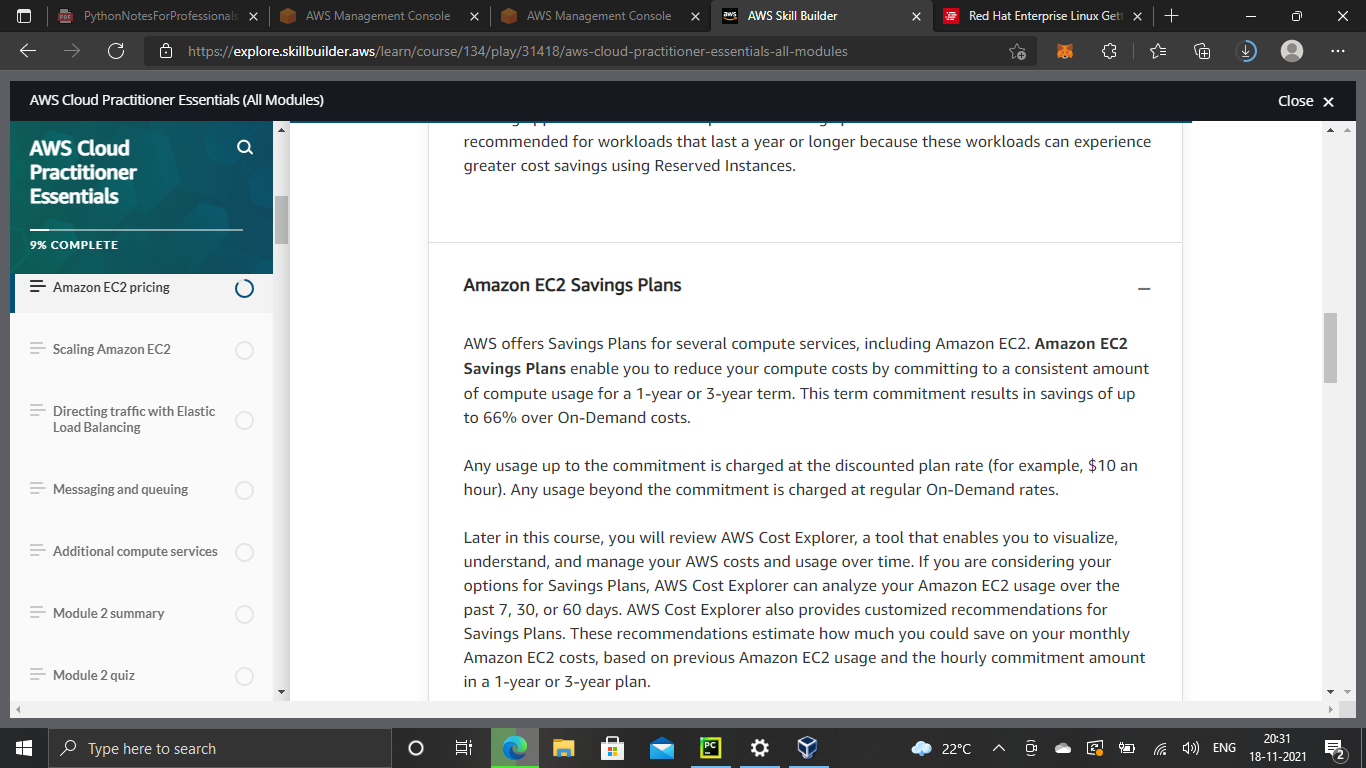 PythonNotesForProfessionals
AWS Management Console
AWS Management Console
aws
AWS Skill Builder
Red Hat Enterprise Linux Gett
https://explore.skillbuilder.aws/learn/course/134/play/31418/aws-cloud-practitioner-essentials-all-modules
AWS Cloud Practitioner Essentials (All Modules)
Close
AWS Cloud
Practitioner
Essentials
9% COMPLETE
Amazon EC2 pricing
Scaling Amazon EC2
Directing traffic with Elastic
Load Balancing
Messaging and queuing
Additional compute services
Module 2 summary
Module 2 quiz
recommended for workloads that last a year or longer because these workloads can experience
greater cost savings using Reserved Instances.
Amazon EC2 Savings Plans
AWS offers Savings Plans for several compute services, including Amazon EC2. Amazon EC2
Savings Plans enable you to reduce your compute costs by committing to a consistent amount
of compute usage for a 1-year or 3-year term. This term commitment results in savings of up
to 66% over On-Demand costs.
Any usage up to the commitment is charged at the discounted plan rate (for example, $10 an
hour). Any usage beyond the commitment is charged at regular On-Demand rates.
Later in this course, you will review AWS Cost Explorer, a tool that enables you to visualize,
understand, and manage your AWS costs and usage over time. If you are considering your
options for Savings Plans, AWS Cost Explorer can analyze your Amazon EC2 usage over the
past 7, 30, or 60 days. AWS Cost Explorer also provides customized recommendations for
Savings Plans. These recommendations estimate how much you could save on your monthly
Amazon EC2 costs, based on previous Amazon EC2 usage and the hourly commitment amount
in a 1-year or 3-year plan.
Type here to search
PC
22°C
ENG
20:31
18-11-2021
2